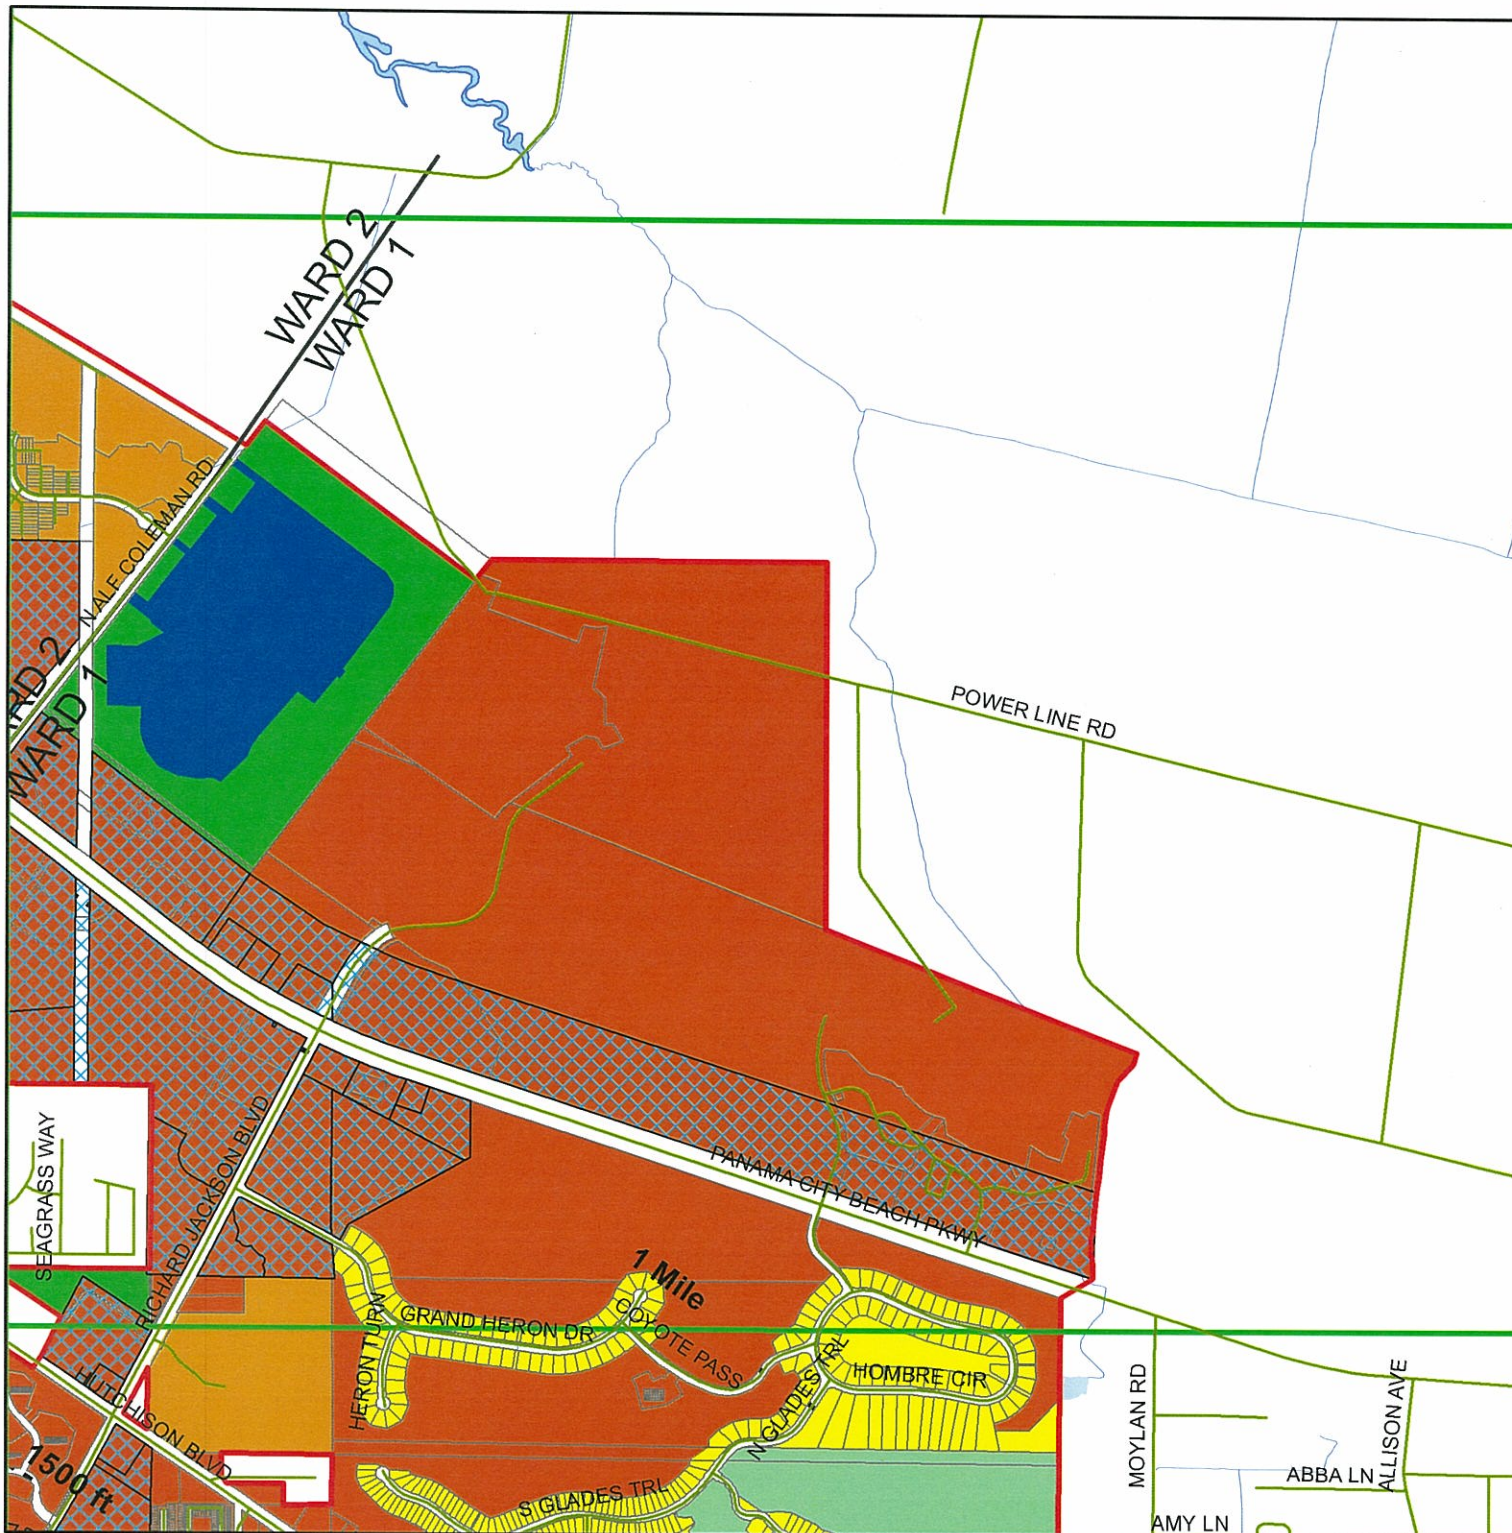 WARD 2
WARD 1
N ALF COLEMAN RD
WARD 1
POWER LINE RD
SEAGRASS WAY
RICHARD JACKSON BLVD
PANAMA CITY BEACH PKWY
1 Mile
HERON TURN
GRAND HERON DR
COYOTE PASS
N GLADES TRL
HOMBRE CIR
HUTCHISON BLVD
1500 ft
S GLADES TRL
MOYLAN RD
ALLISON AVE
ABBA LN
AMY LN